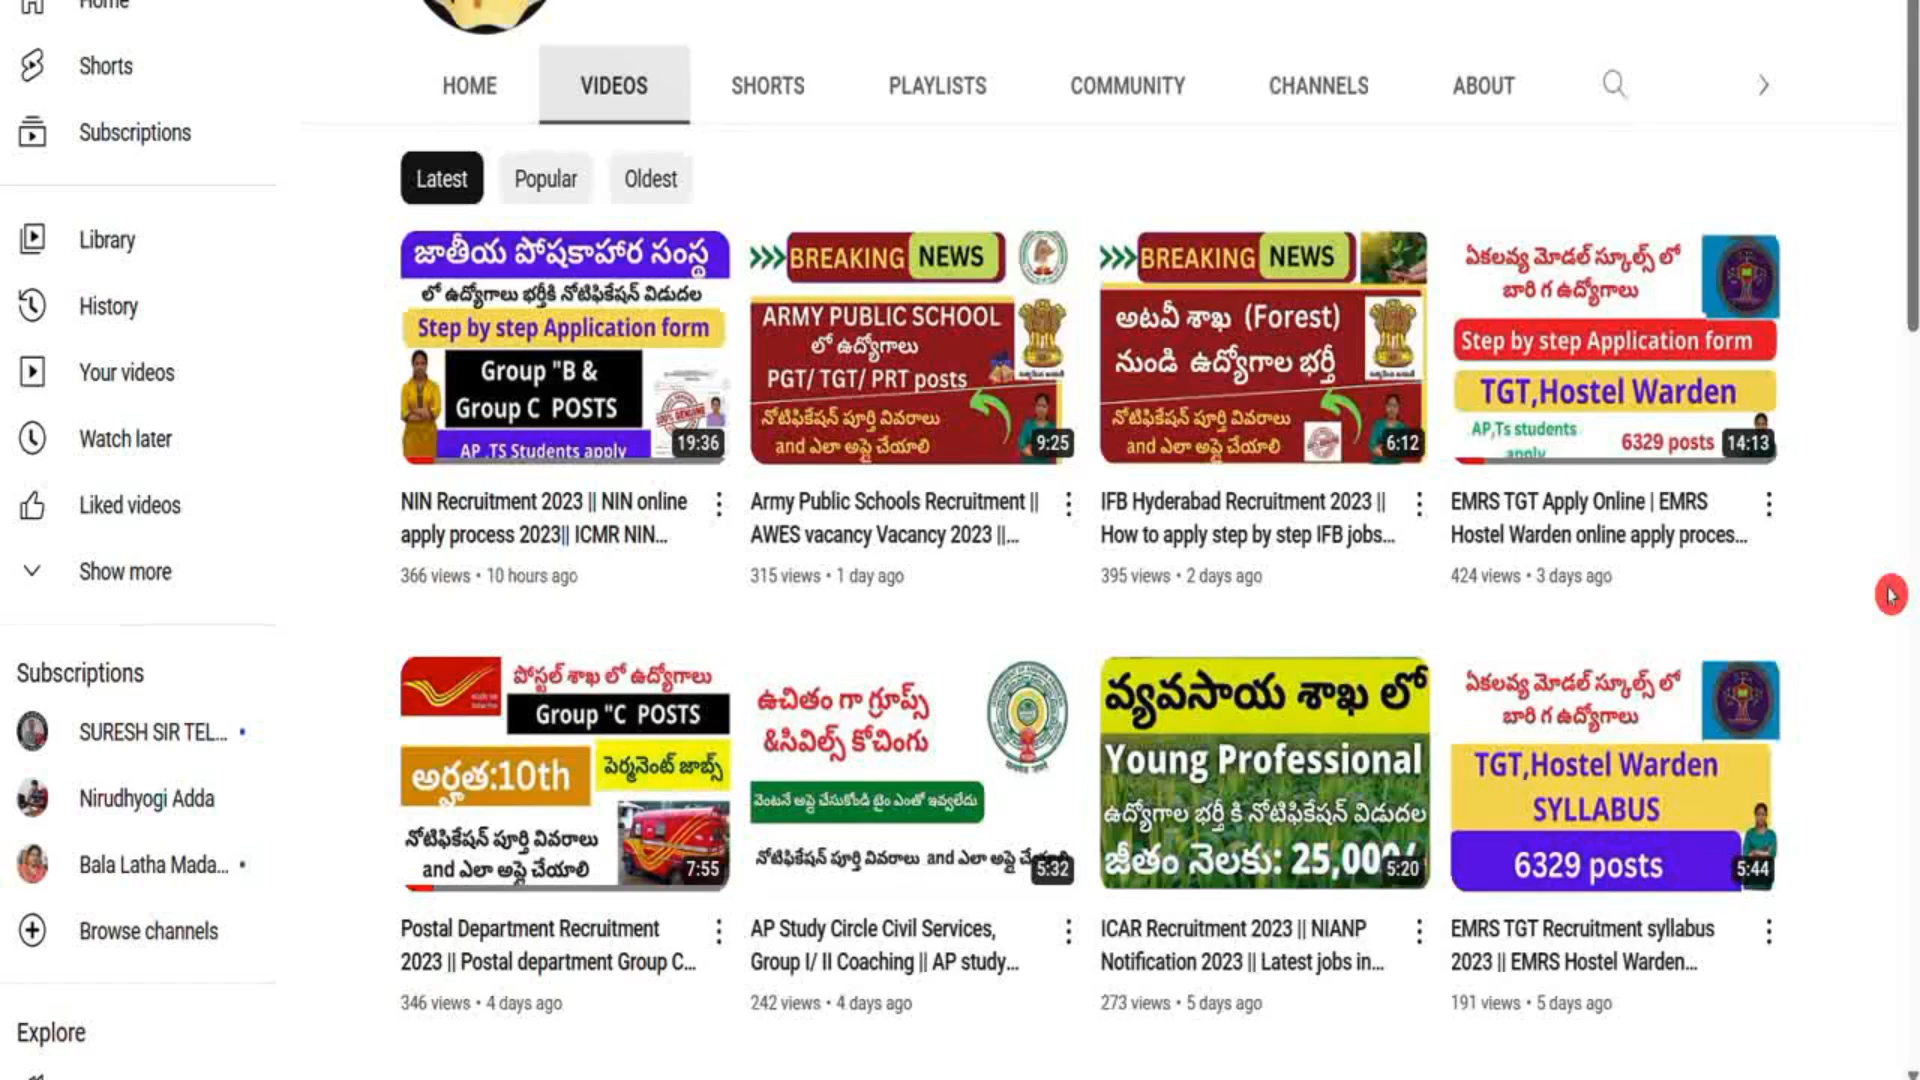 Home
Shorts
Subscriptions
Library
History
Your videos
Watch later
Liked videos
Show more
Subscriptions
SURESH SIR TEL...
Nirudhyogi Adda
Bala Latha Mada...
Browse channels
Explore
HOME VIDEOS SHORTS PLAYLISTS COMMUNITY CHANNELS ABOUT
Latest Popular Oldest
జాతీయ పోషకాహార సంస్థ
లో ఉద్యోగాలు భర్తీకి నోటిఫికేషన్ విడుదల
Step by step Application form
Group "B &
Group C POSTS
AP ,TS Students apply
19:36
NIN Recruitment 2023 || NIN online
apply process 2023|| ICMR NIN...
366 views • 10 hours ago
BREAKING NEWS
ARMY PUBLIC SCHOOL
లో ఉద్యోగాలు
PGT/ TGT/ PRT posts
నోటిఫికేషన్ పూర్తి వివరాలు
and ఎలా అప్లై చేయాలి
9:25
Army Public Schools Recruitment ||
AWES vacancy Vacancy 2023 ||...
315 views • 1 day ago
BREAKING NEWS
అటవీ శాఖ (Forest)
నుండి ఉద్యోగాల భర్తీ
నోటిఫికేషన్ పూర్తి వివరాలు
and ఎలా అప్లై చేయాలి
6:12
IFB Hyderabad Recruitment 2023 ||
How to apply step by step IFB jobs...
395 views • 2 days ago
ఏకలవ్య మోడల్ స్కూల్స్ లో
బారి గ ఉద్యోగాలు
Step by step Application form
TGT,Hostel Warden
AP,Ts students
apply
6329 posts
14:13
EMRS TGT Apply Online | EMRS
Hostel Warden online apply proces...
424 views • 3 days ago
పోస్టల్ శాఖ లో ఉద్యోగాలు
Group "C POSTS
అర్హత:10th
పెర్మనెంట్ జాబ్స్
నోటిఫికేషన్ పూర్తి వివరాలు
and ఎలా అప్లై చేయాలి
7:55
Postal Department Recruitment
2023 || Postal department Group C...
346 views • 4 days ago
ఉచితం గా గ్రూప్స్
&సివిల్స్ కోచింగు
వెంటనే అప్లై చేసుకోండి టైం ఎంతో ఇవ్వలేదు
నోటిఫికేషన్ పూర్తి వివరాలు and ఎలా అప్లై
5:32
AP Study Circle Civil Services,
Group I/ II Coaching || AP study...
242 views • 4 days ago
వ్యవసాయ శాఖ లో
Young Professional
ఉద్యోగాల భర్తీ కి నోటిఫికేషన్ విడుదల
జీతం నెలకు: 25,000/
5:20
ICAR Recruitment 2023 || NIANP
Notification 2023 || Latest jobs in...
273 views • 5 days ago
ఏకలవ్య మోడల్ స్కూల్స్ లో
బారి గ ఉద్యోగాలు
TGT,Hostel Warden
SYLLABUS
6329 posts
5:44
EMRS TGT Recruitment syllabus
2023 || EMRS Hostel Warden...
191 views • 5 days ago